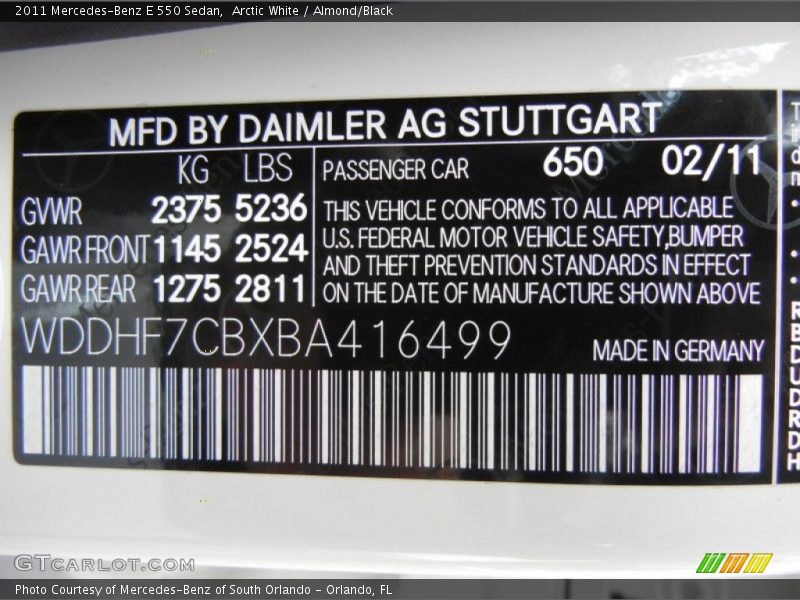 2011 Mercedes-Benz E 550 Sedan, Arctic White / Almond/Black
MFD BY DAIMLER AG STUTTGART
KG LBS
GVWR 2375 5236
GAWR FRONT 1145 2524
GAWR REAR 1275 2811
PASSENGER CAR 650 02/11
THIS VEHICLE CONFORMS TO ALL APPLICABLE
U.S. FEDERAL MOTOR VEHICLE SAFETY, BUMPER
AND THEFT PREVENTION STANDARDS IN EFFECT
ON THE DATE OF MANUFACTURE SHOWN ABOVE
WDDHF7CBXBA416499
MADE IN GERMANY
GTCARLOT.COM
Photo Courtesy of Mercedes-Benz of South Orlando - Orlando, FL